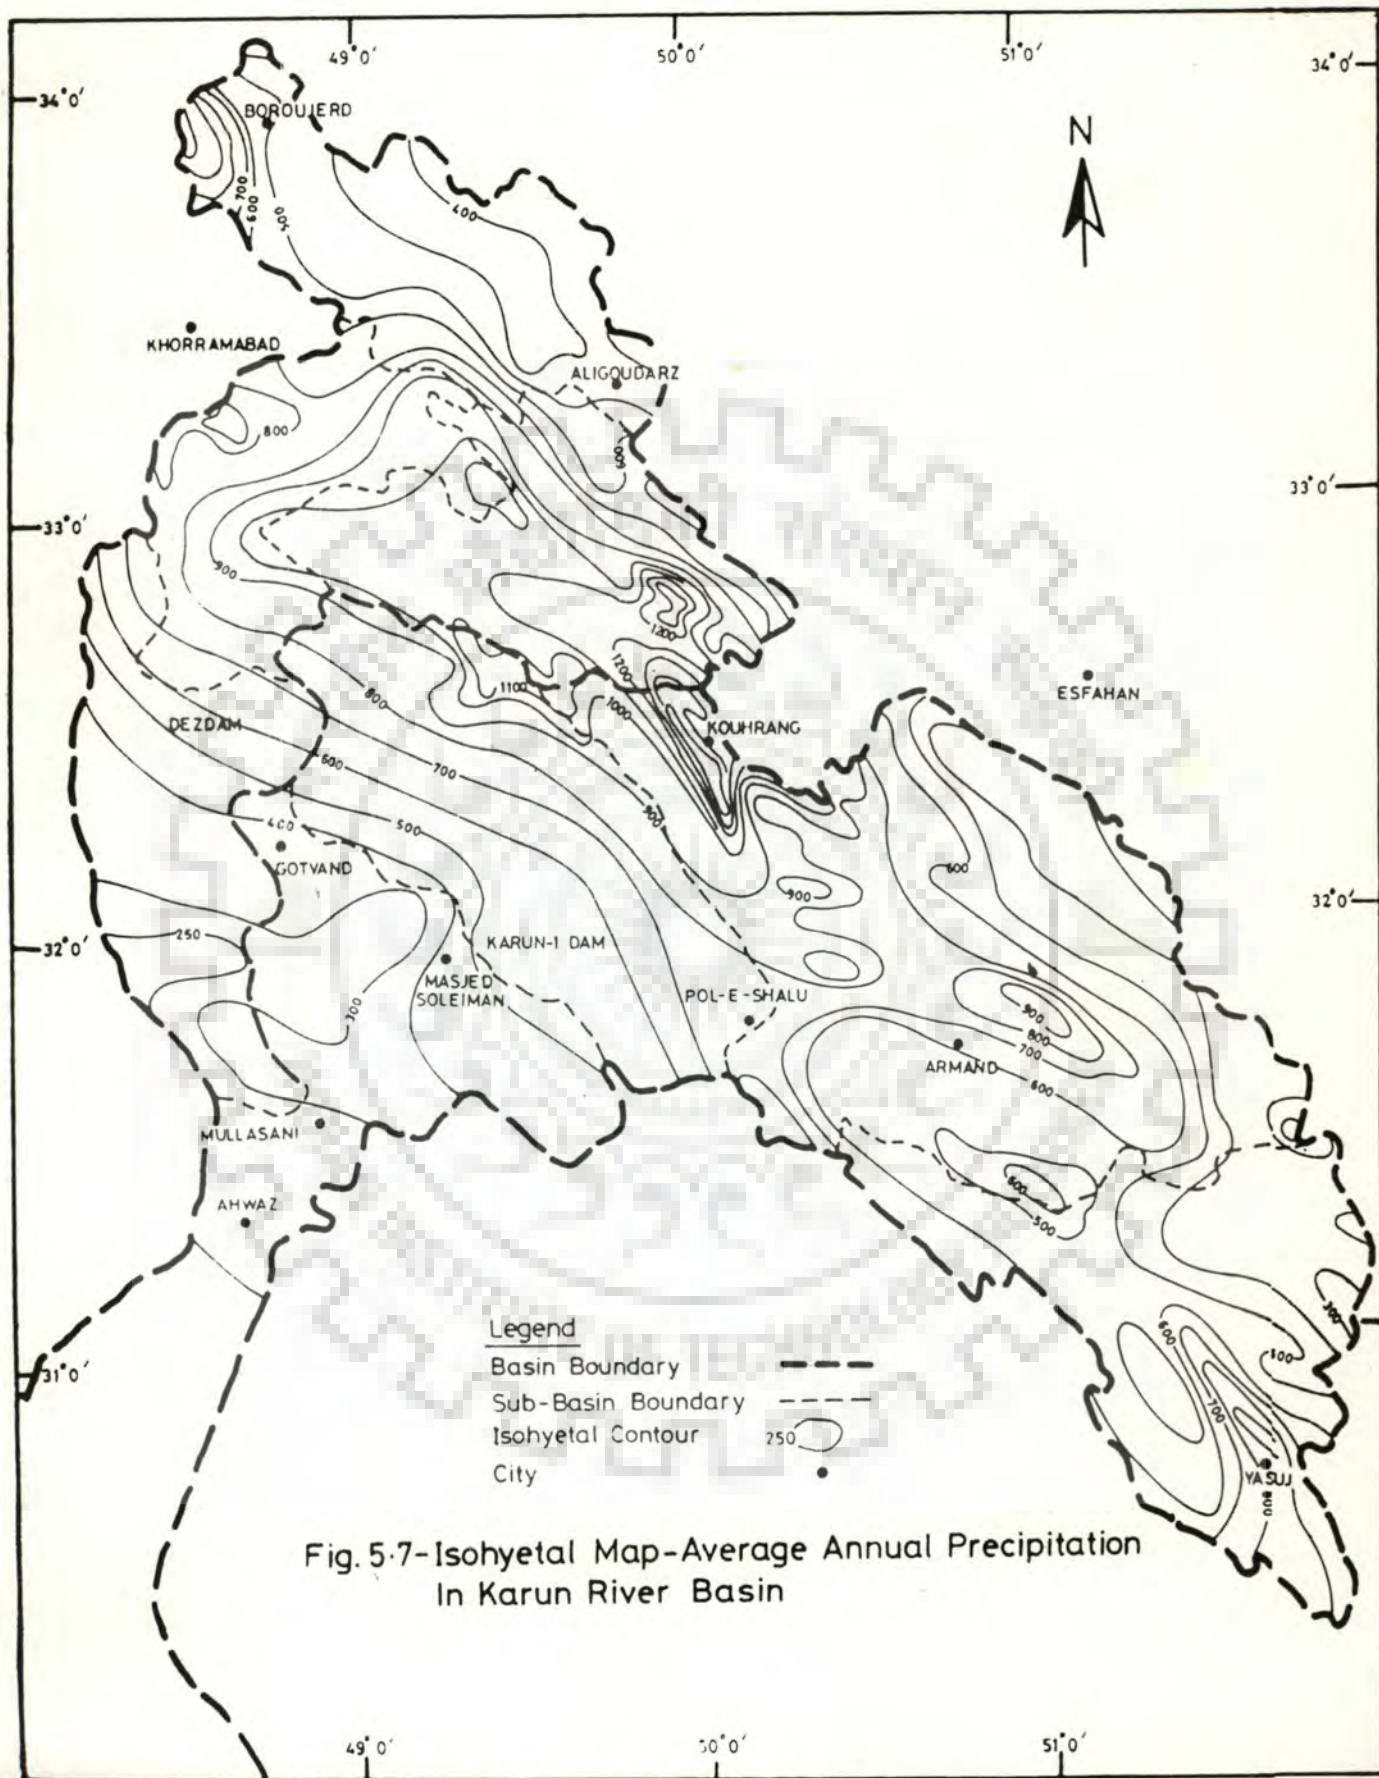 49°0′ 50°0′ 51°0′
34°0′ 34°0′
BOROUJERD
N
700
600
500
400
KHORRAMABAD
ALIGOUDARZ
800
500
33°0′ 33°0′
900
1200
1200
1100
1000
800
ESFAHAN
DEZDAM
KOUHRANG
600
700
900
400
500
GOTVAND
600
900
32°0′
250
32°0′
KARUN-1 DAM
MASJED
SOLEIMAN
POL-E-SHALU
300
900
800
700
ARMAND
600
MULLASANI
500
500
AHWAZ
300
600
Legend
Basin Boundary
31°0′
Sub-Basin Boundary
700
Isohyetal Contour 250
City
YASUJ
800
Fig. 5·7-Isohyetal Map-Average Annual Precipitation
In Karun River Basin
49°0′ 50°0′ 51°0′